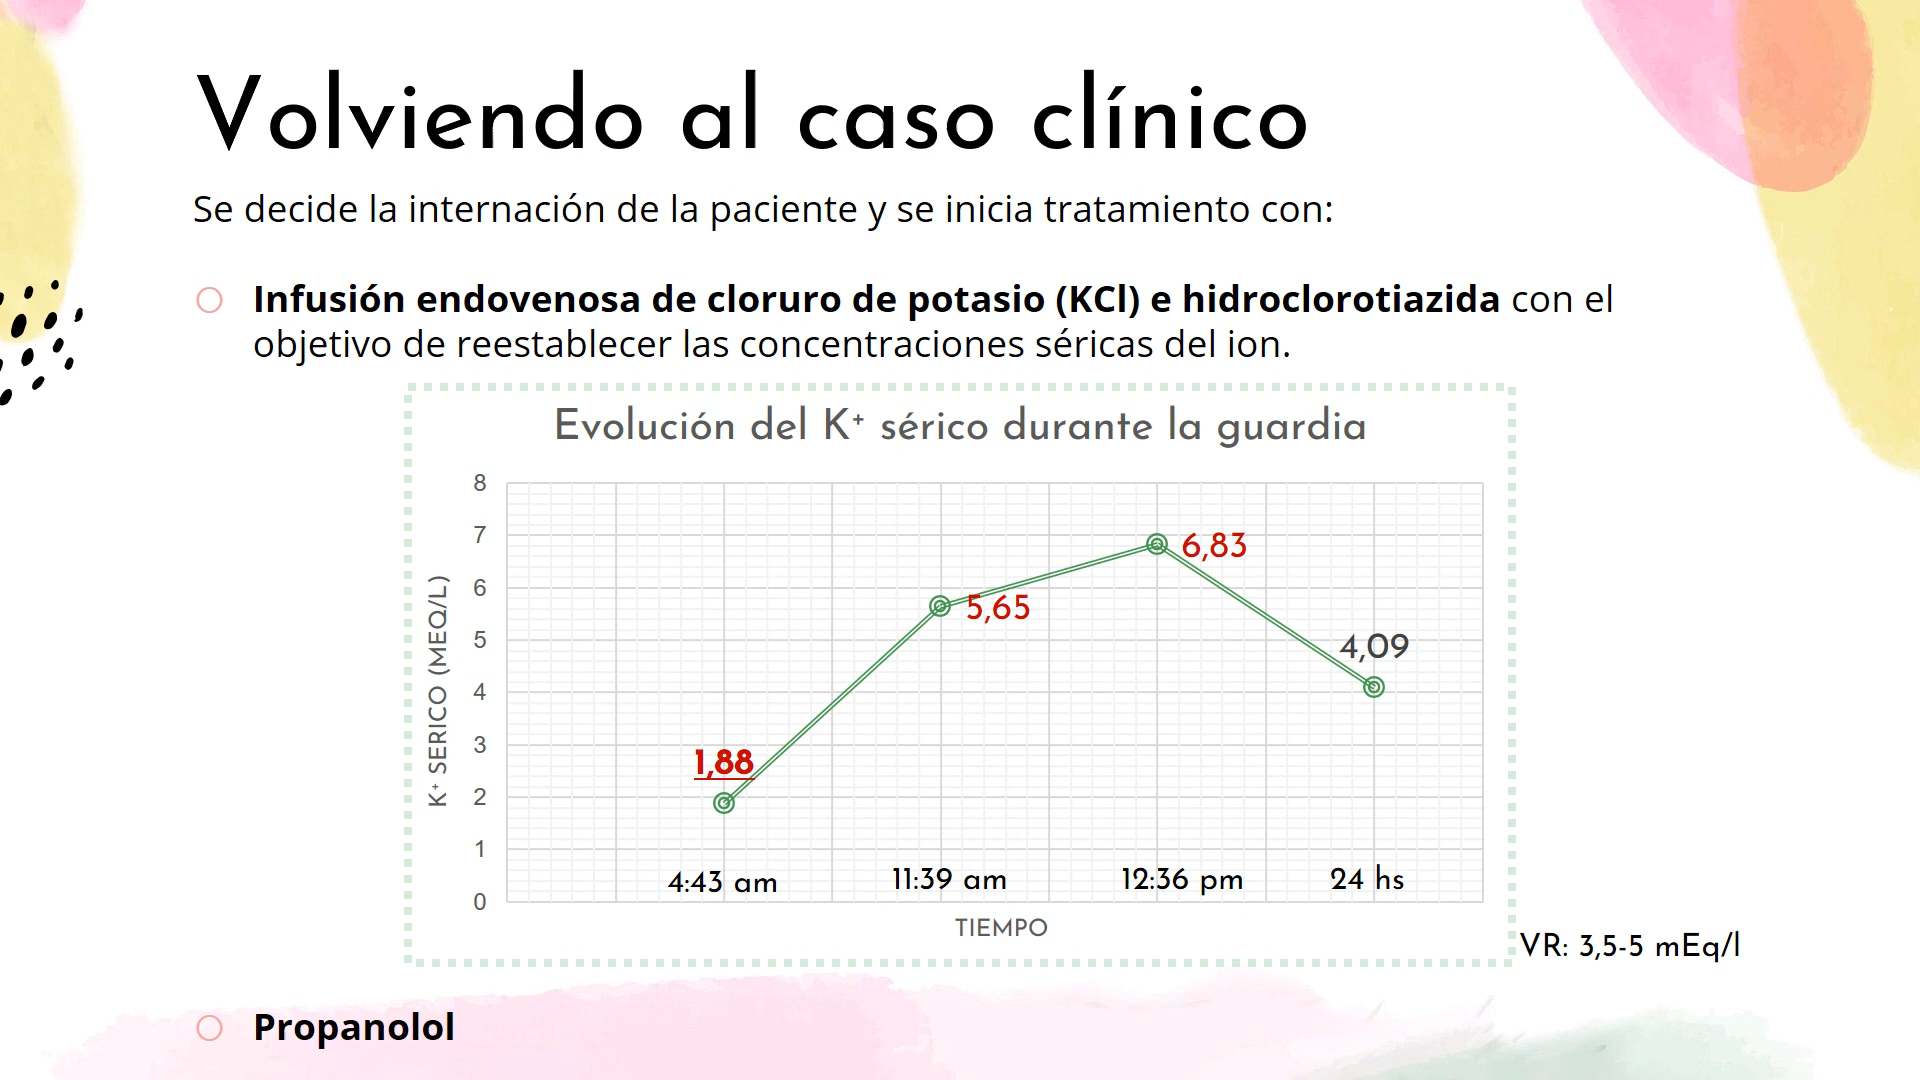 Volviendo al caso clínico
Se decide la internación de la paciente y se inicia tratamiento con:
Infusión endovenosa de cloruro de potasio (KCl) e hidroclorotiazida con el
objetivo de reestablecer las concentraciones séricas del ion.
Evolución del K⁺ sérico durante la guardia
K⁺ SERICO (MEQ/L)
8
7
6
5
4
3
2
1
0
1,88
5,65
6,83
4,09
4:43 am
11:39 am
12:36 pm
24 hs
TIEMPO
VR: 3,5-5 mEq/l
Propanolol